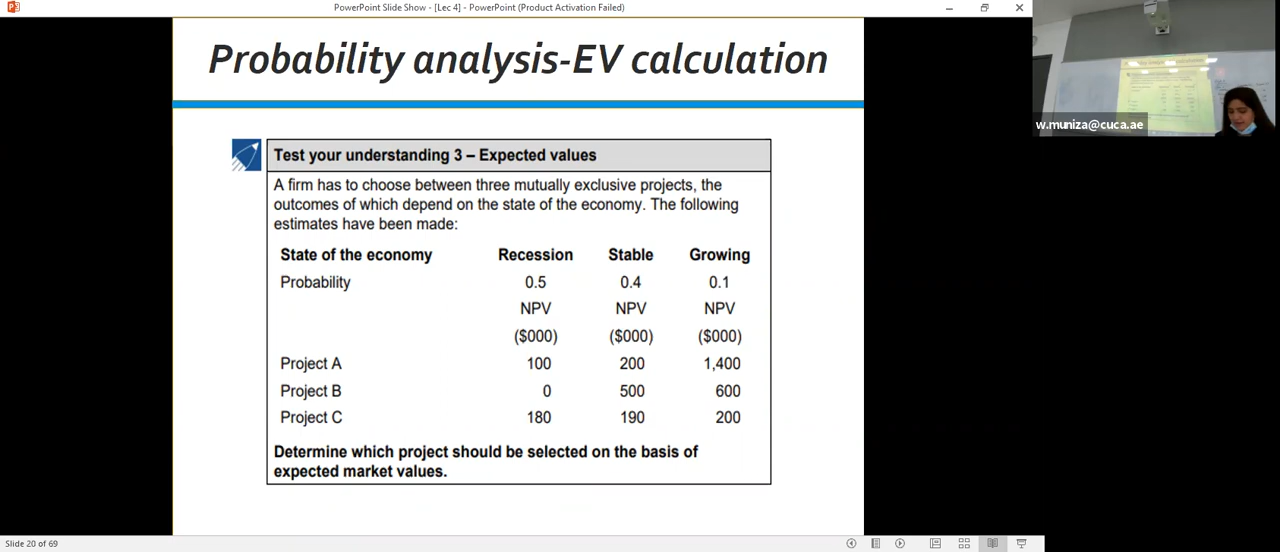 PowerPoint Slide Show - [Lec 4] - PowerPoint (Product Activation Failed)
Probability analysis-EV calculation
w.muniza@cuca.ae
Test your understanding 3 – Expected values
A firm has to choose between three mutually exclusive projects, the
outcomes of which depend on the state of the economy. The following
estimates have been made:
State of the economy Recession Stable Growing
Probability 0.5 0.4 0.1
NPV NPV NPV
($000) ($000) ($000)
Project A 100 200 1,400
Project B 0 500 600
Project C 180 190 200
Determine which project should be selected on the basis of
expected market values.
Slide 20 of 69